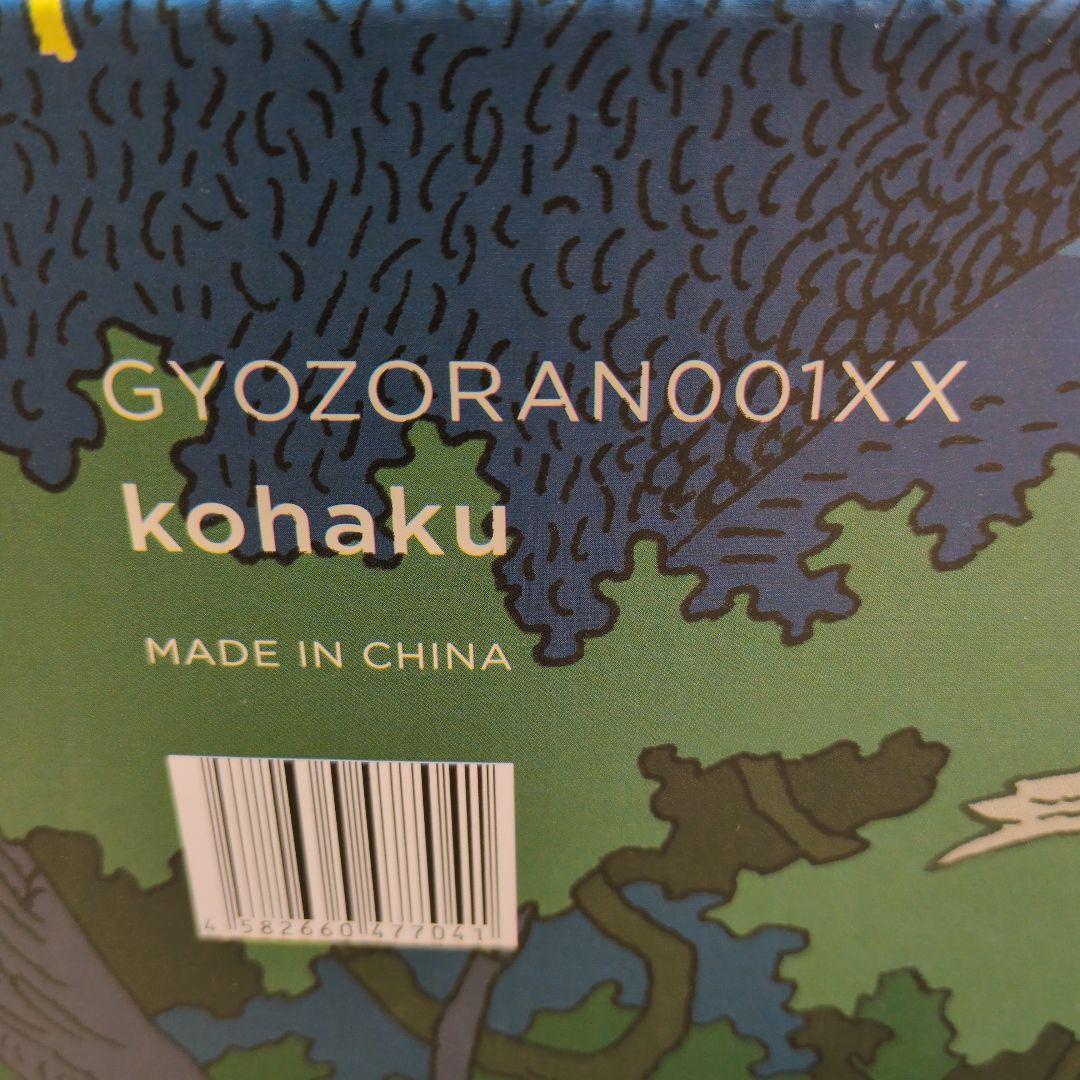 GYOZORAN001XX
kohaku
MADE IN CHINA
4 582660 477041